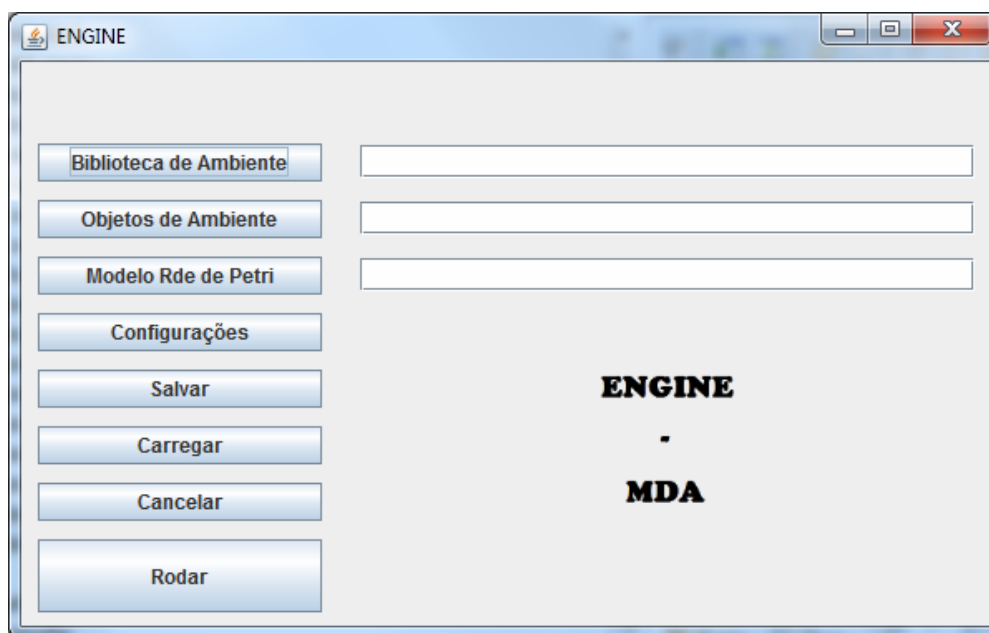 ENGINE
Biblioteca de Ambiente
Objetos de Ambiente
Modelo Rde de Petri
Configurações
Salvar
Carregar
Cancelar
Rodar
ENGINE
-
MDA